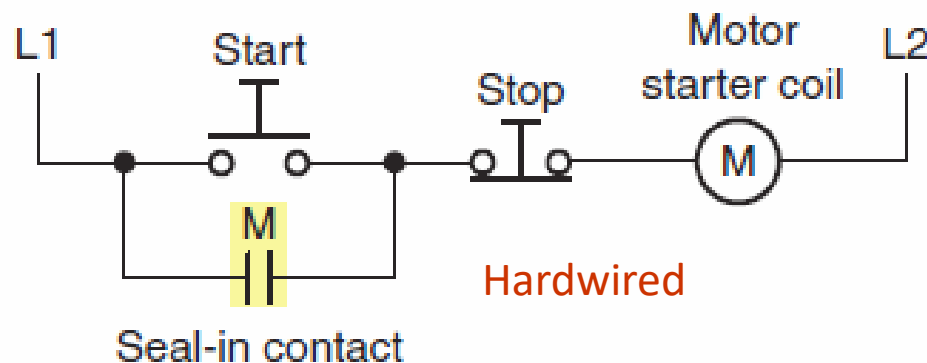 L1
Start
Stop
Motor
starter coil
L2
M
M
Hardwired
Seal-in contact